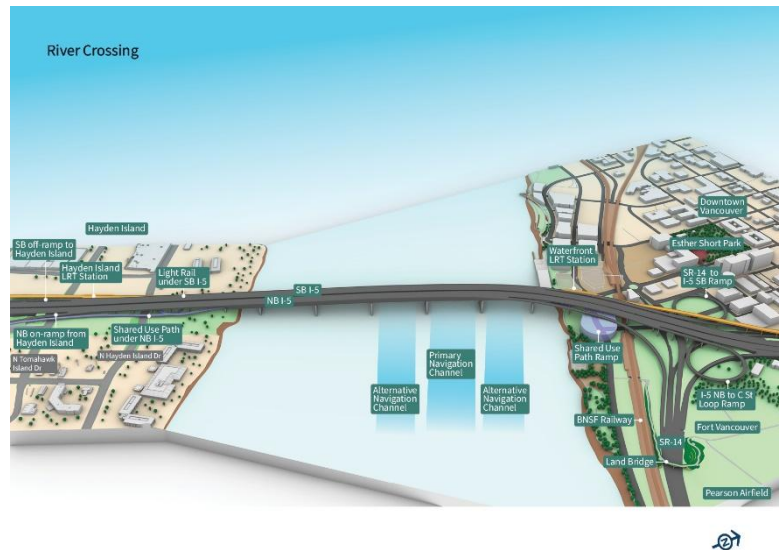 River Crossing
Hayden Island
SB off-ramp to
Hayden Island
Hayden Island
LRT Station
Light Rail
under SB I-5
SB I-5
NB I-5
NB on-ramp from
Hayden Island
Shared Use Path
under NB I-5
N Tomahawk
Island Dr
N Hayden Island Dr
Alternative
Navigation
Channel
Primary
Navigation
Channel
Alternative
Navigation
Channel
Waterfront
LRT Station
Downtown
Vancouver
Esther Short Park
SR-14 to
I-5 SB Ramp
Shared Use
Path Ramp
I-5 NB to C St
Loop Ramp
BNSF Railway
Fort Vancouver
SR-14
Land Bridge
Pearson Airfield
Z